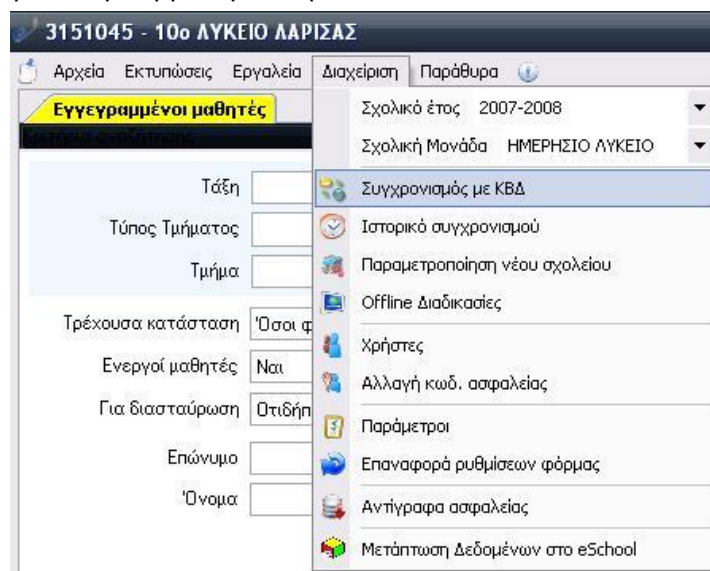 3151045 - 10ο ΛΥΚΕΙΟ ΛΑΡΙΣΑΣ
Αρχεία Εκτυπώσεις Εργαλεία Διαχείριση Παράθυρα
Εγγεγραμμένοι μαθητές
Σχολικό έτος 2007-2008
Σχολική Μονάδα ΗΜΕΡΗΣΙΟ ΛΥΚΕΙΟ
Τάξη
Συγχρονισμός με ΚΒΔ
Τύπος Τμήματος
Ιστορικό συγχρονισμού
Τμήμα
Παραμετροποίηση νέου σχολείου
Offline Διαδικασίες
Τρέχουσα κατάσταση Όσοι φ
Χρήστες
Ενεργοί μαθητές Ναι
Αλλαγή κωδ. ασφαλείας
Για διασταύρωση Οτιδήπ
Παράμετροι
Επώνυμο
Επαναφορά ρυθμίσεων φόρμας
Όνομα
Αντίγραφα ασφαλείας
Μετάπτωση Δεδομένων στο eSchool